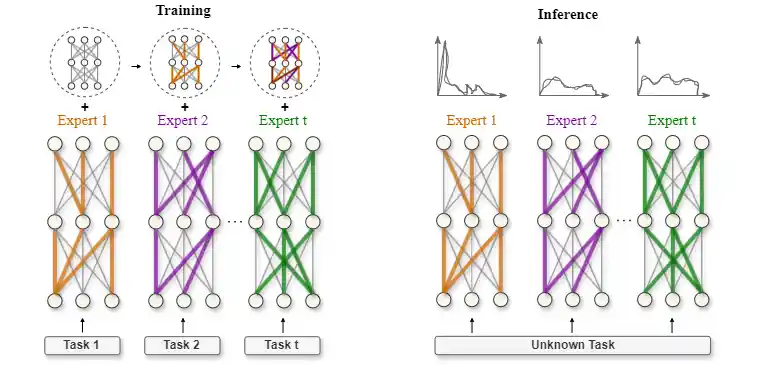 Training
+
+
+
Expert 1
Expert 2
Expert t
...
Task 1
Task 2
Task t
Inference
Expert 1
Expert 2
Expert t
...
Unknown Task